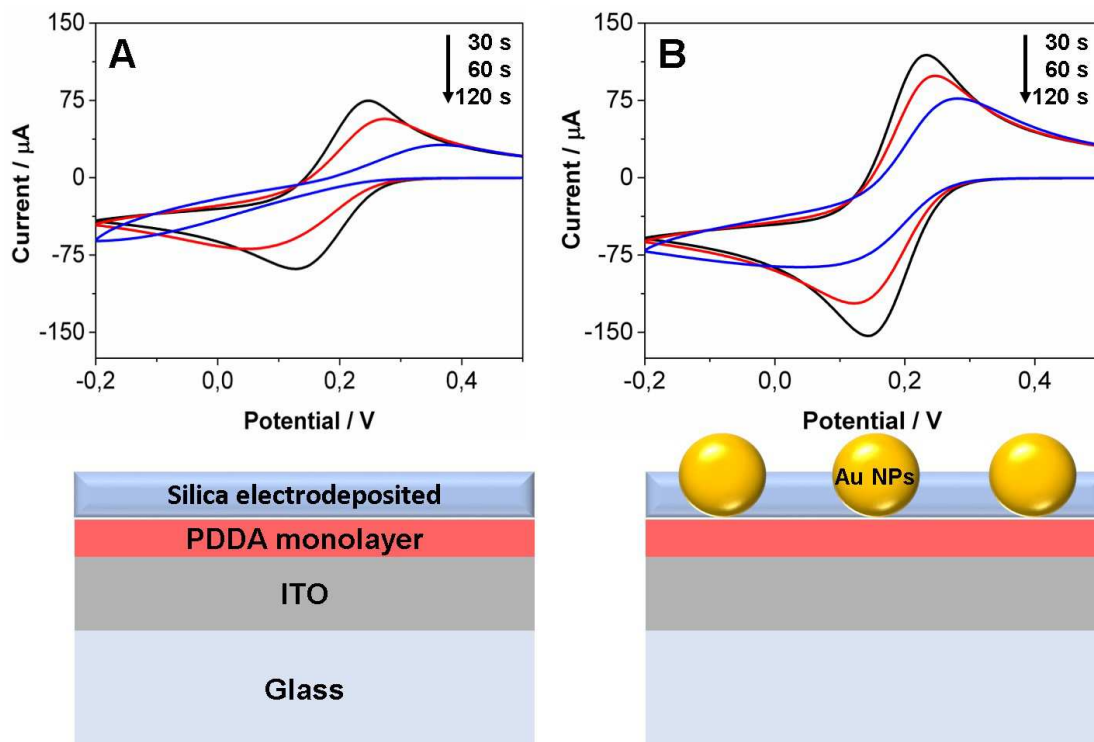 A
30 s
60 s
120 s
150
75
0
-75
-150
Current / μA
-0,2
0,0
0,2
0,4
Potential / V
B
30 s
60 s
120 s
150
75
0
-75
-150
Current / μA
-0,2
0,0
0,2
0,4
Potential / V
Silica electrodeposited
PDDA monolayer
ITO
Glass
Au NPs